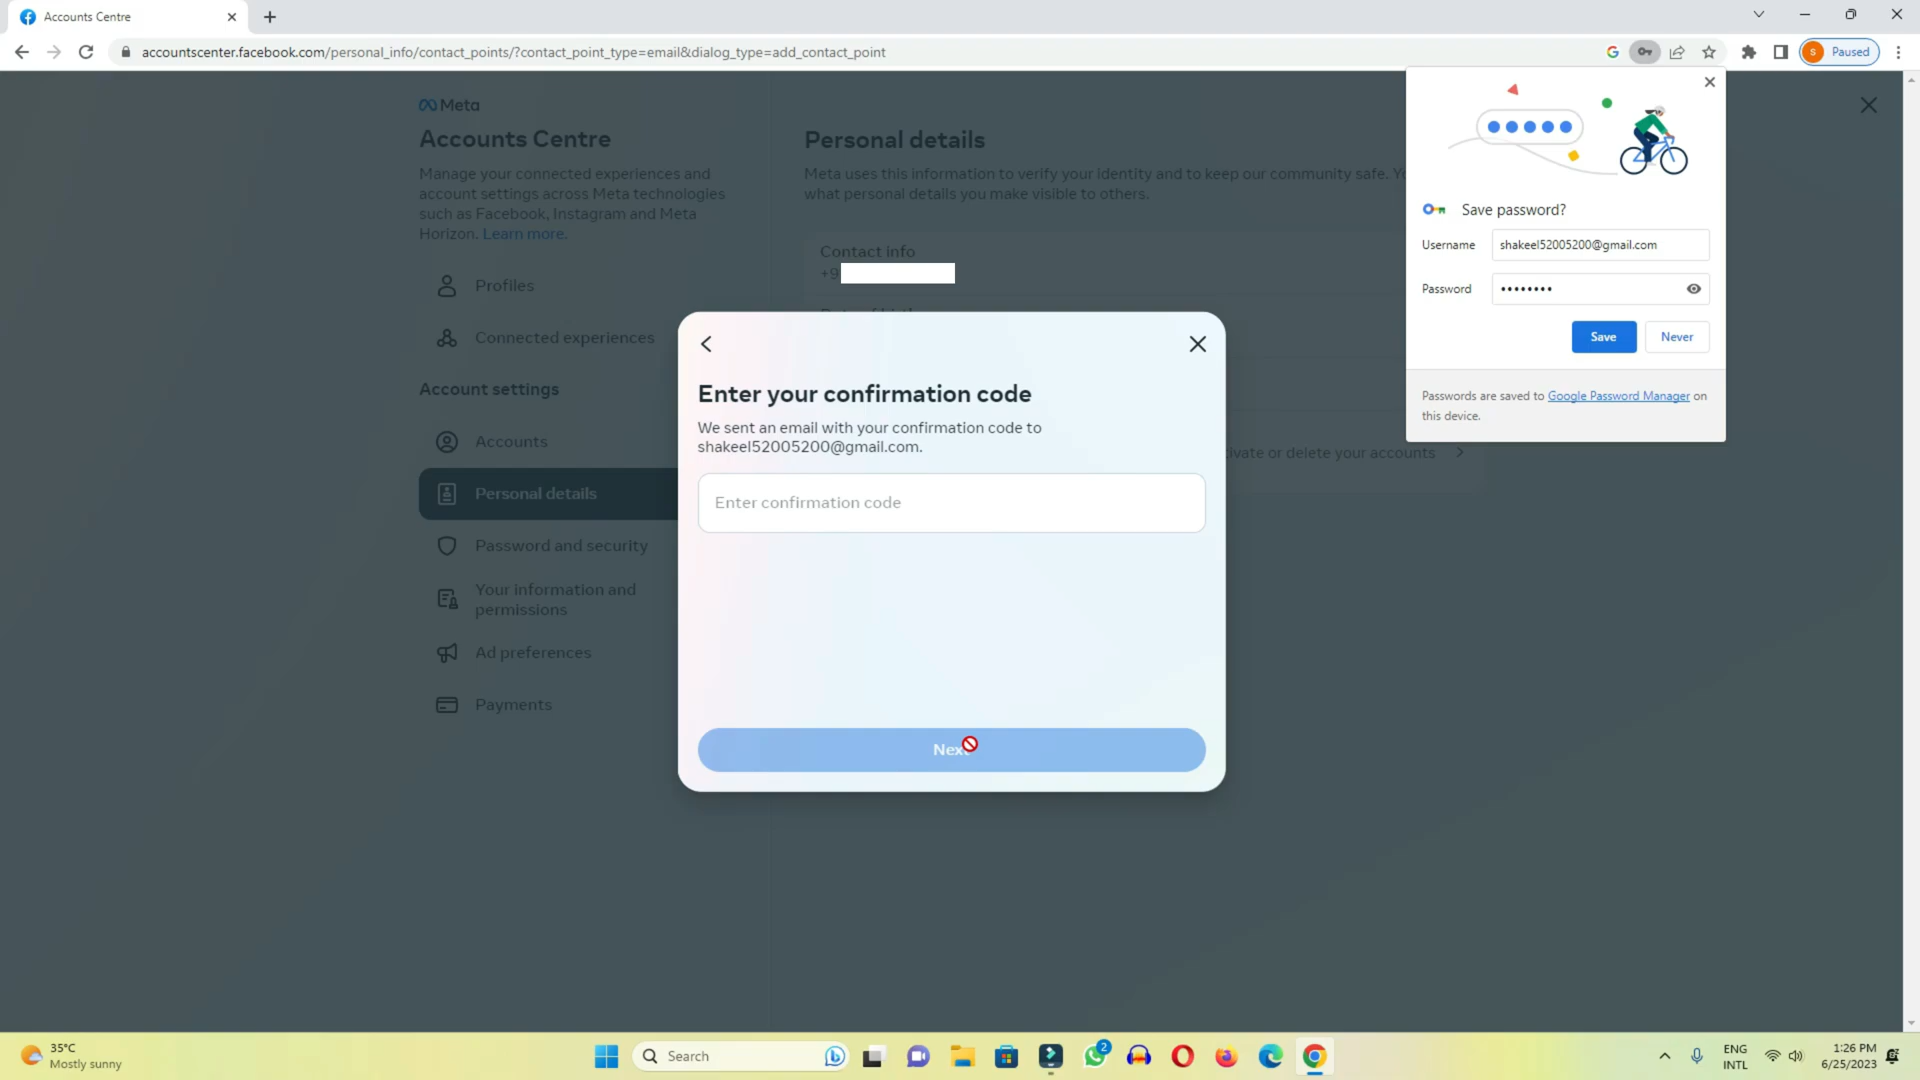 Accounts Centre
accountscenter.facebook.com/personal_info/contact_points/?contact_point_type=email&dialog_type=add_contact_point
S Paused
Meta
Accounts Centre
Manage your connected experiences and
account settings across Meta technologies
such as Facebook, Instagram and Meta
Horizon. Learn more.
Profiles
Connected experiences
Account settings
Accounts
Personal details
Password and security
Your information and
permissions
Ad preferences
Payments
Personal details
Meta uses this information to verify your identity and to keep our community safe.
what personal details you make visible to others.
Contact info
+9
vate or delete your accounts
Enter your confirmation code
We sent an email with your confirmation code to
shakeel52005200@gmail.com.
Enter confirmation code
Next
Save password?
Username shakeel52005200@gmail.com
Password ••••••••
Save Never
Passwords are saved to Google Password Manager on
this device.
35°C
Mostly sunny
Search
2
ENG
INTL
1:26 PM
6/25/2023